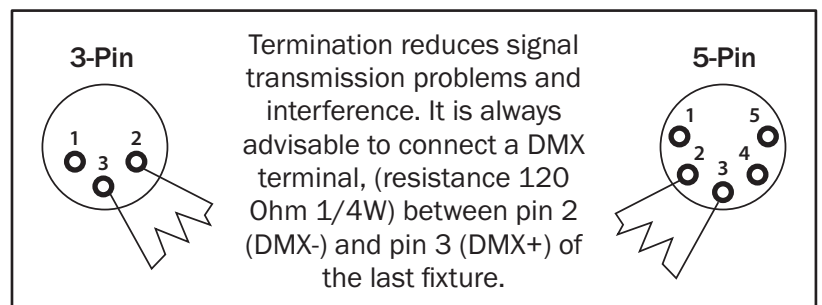 3-Pin
1
2
3
Termination reduces signal
transmission problems and
interference. It is always
advisable to connect a DMX
terminal, (resistance 120
Ohm 1/4W) between pin 2
(DMX-) and pin 3 (DMX+) of
the last fixture.
5-Pin
1
5
2
4
3